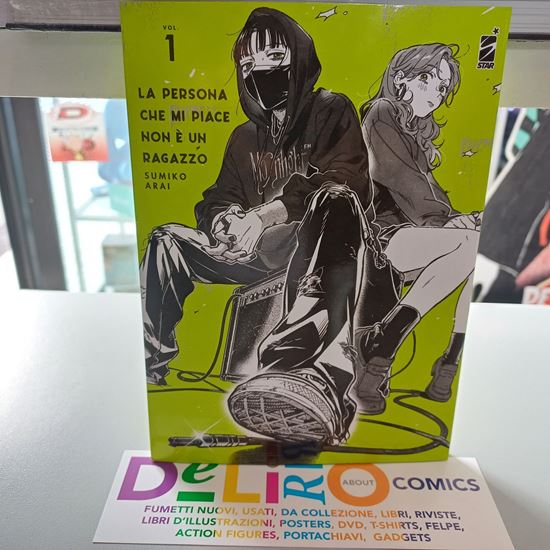 VOL.
1
STAR
LA PERSONA
CHE MI PIACE
NON È UN
RAGAZZO
SUMIKO
ARAI
DeLiRiO ABOUT COMICS
FUMETTI NUOVI, USATI, DA COLLEZIONE, LIBRI, RIVISTE,
LIBRI D'ILLUSTRAZIONI, POSTERS, DVD, T-SHIRTS, FELPE,
ACTION FIGURES, PORTACHIAVI, GADGETS